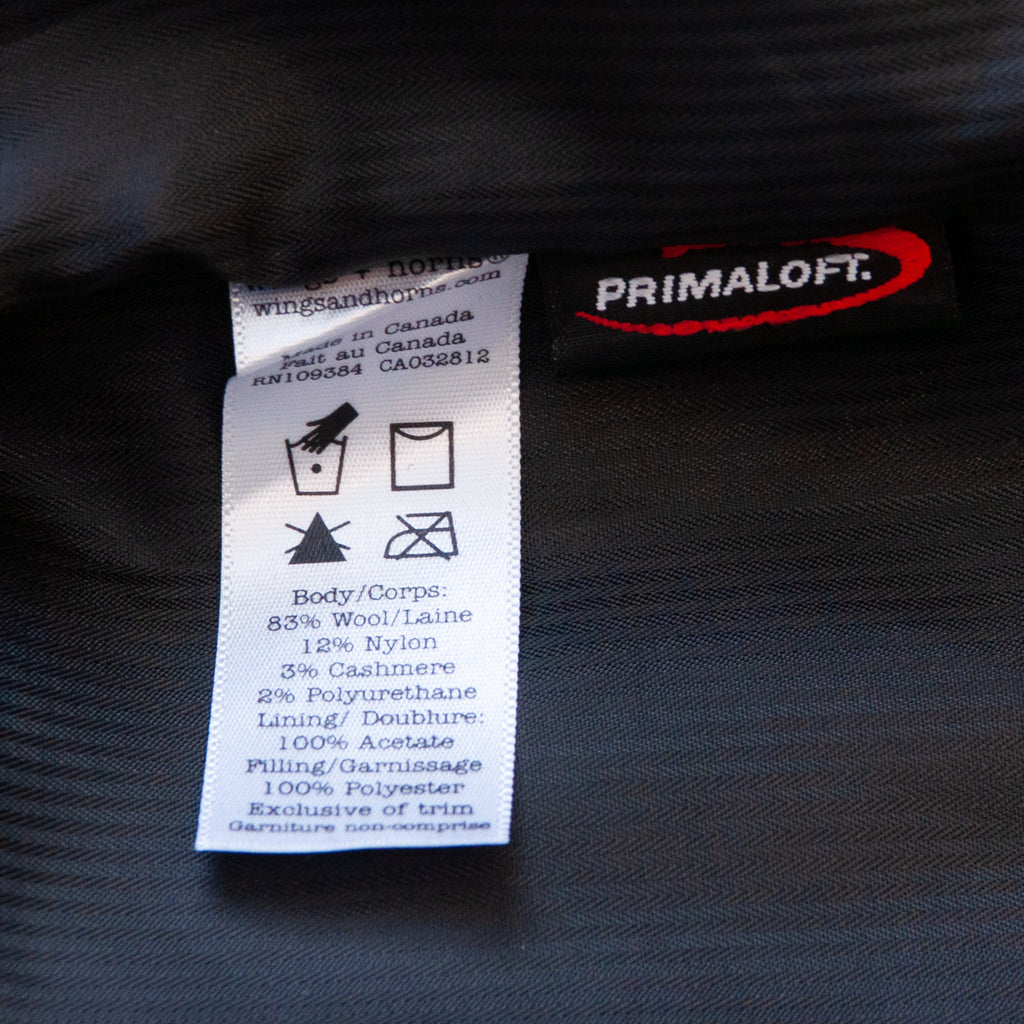 + horns®
wingsandhorns.com
Made in Canada
Fait au Canada
RN109384 CA032812
Body/Corps:
83% Wool/Laine
12% Nylon
3% Cashmere
2% Polyurethane
Lining/ Doublure:
100% Acetate
Filling/Garnissage
100% Polyester
Exclusive of trim
Garniture non-comprise
PRIMALOFT.